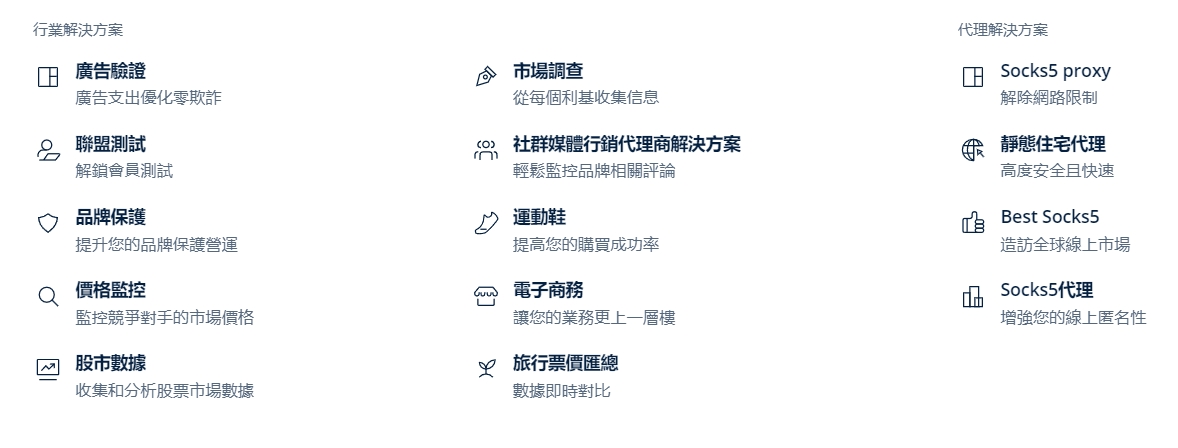 行業解決方案
廣告驗證
廣告支出優化零欺詐
聯盟測試
解鎖會員測試
品牌保護
提升您的品牌保護營運
價格監控
監控競爭對手的市場價格
股市數據
收集和分析股票市場數據
市場調查
從每個利基收集信息
社群媒體行銷代理商解決方案
輕鬆監控品牌相關評論
運動鞋
提高您的購買成功率
電子商務
讓您的業務更上一層樓
旅行票價匯總
數據即時對比
代理解決方案
Socks5 proxy
解除網路限制
靜態住宅代理
高度安全且快速
Best Socks5
造訪全球線上市場
Socks5代理
增強您的線上匿名性